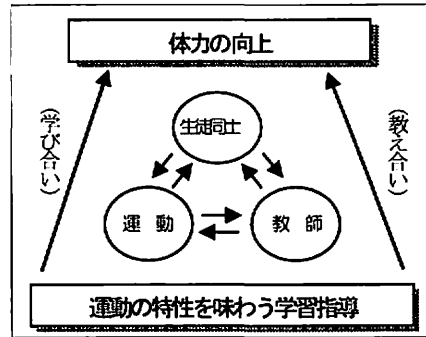 体力の向上
(学び合い)
生徒同士
(教え合い)
運動
教師
運動の特性を味わう学習指導